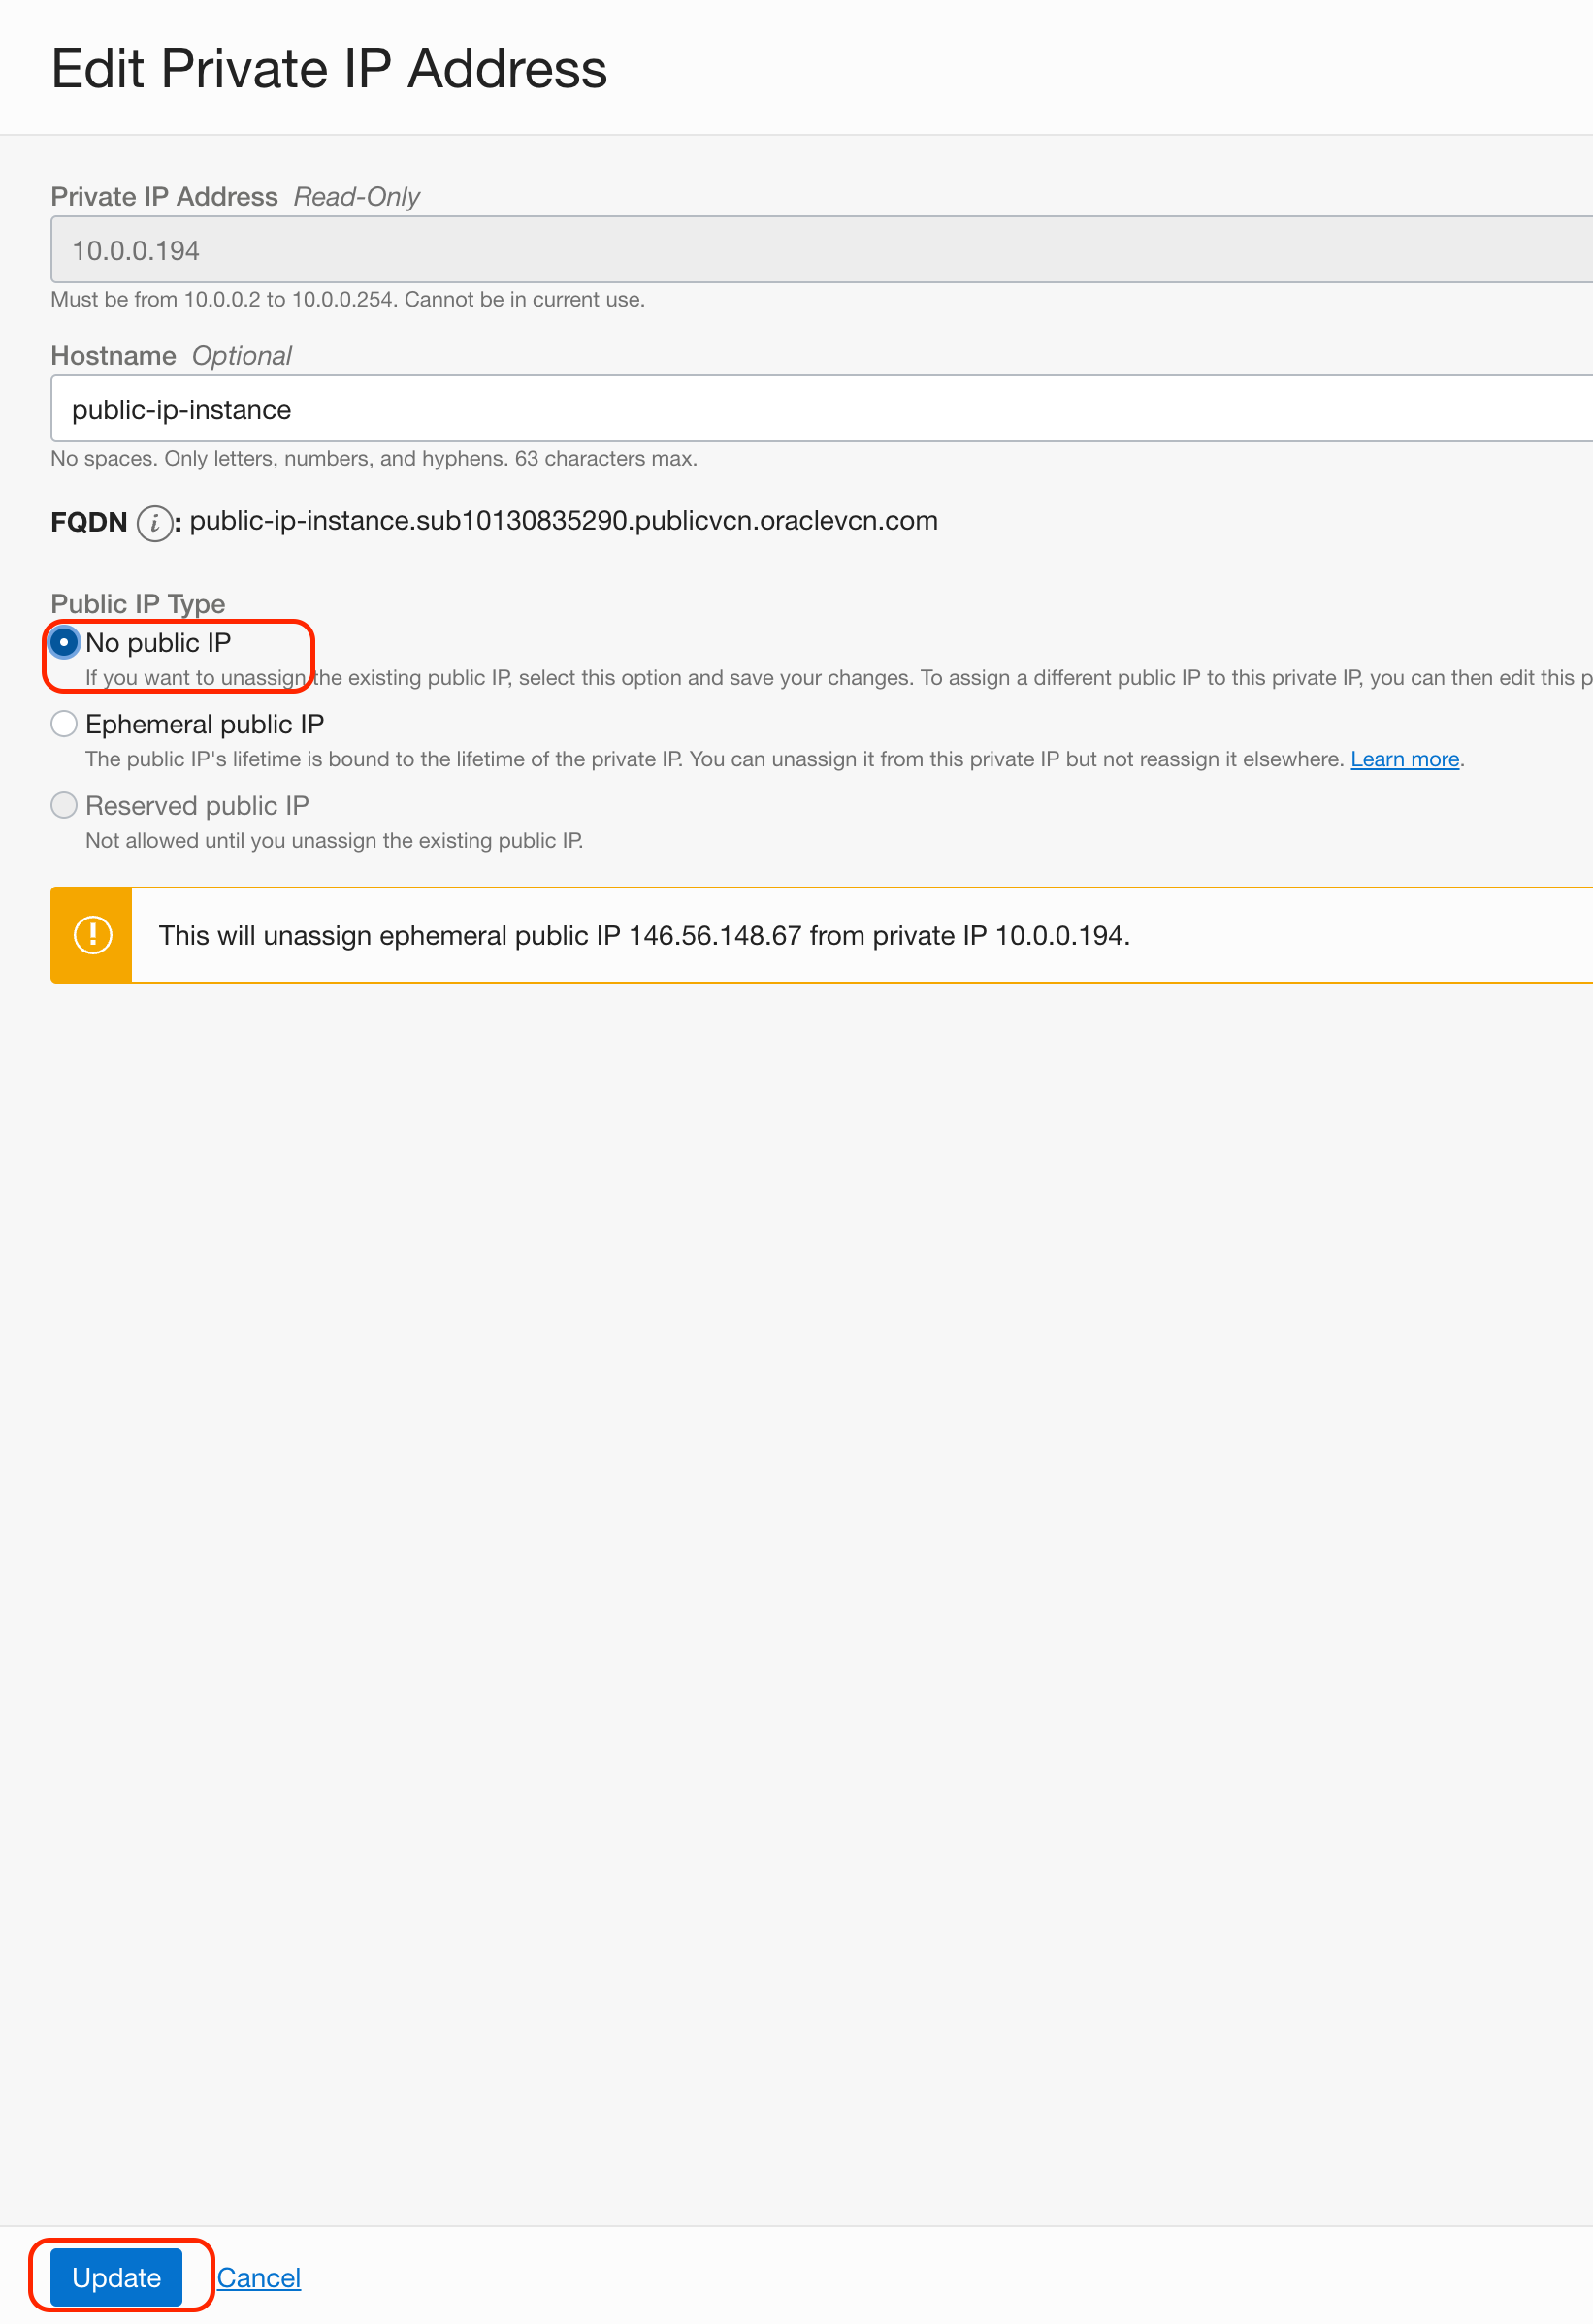 Edit Private IP Address
Private IP Address Read-Only
10.0.0.194
Must be from 10.0.0.2 to 10.0.0.254. Cannot be in current use.
Hostname Optional
public-ip-instance
No spaces. Only letters, numbers, and hyphens. 63 characters max.
FQDN i : public-ip-instance.sub10130835290.publicvcn.oraclevcn.com
Public IP Type
No public IP
If you want to unassign the existing public IP, select this option and save your changes. To assign a different public IP to this private IP, you can then edit this p
Ephemeral public IP
The public IP's lifetime is bound to the lifetime of the private IP. You can unassign it from this private IP but not reassign it elsewhere. Learn more.
Reserved public IP
Not allowed until you unassign the existing public IP.
This will unassign ephemeral public IP 146.56.148.67 from private IP 10.0.0.194.
Update Cancel